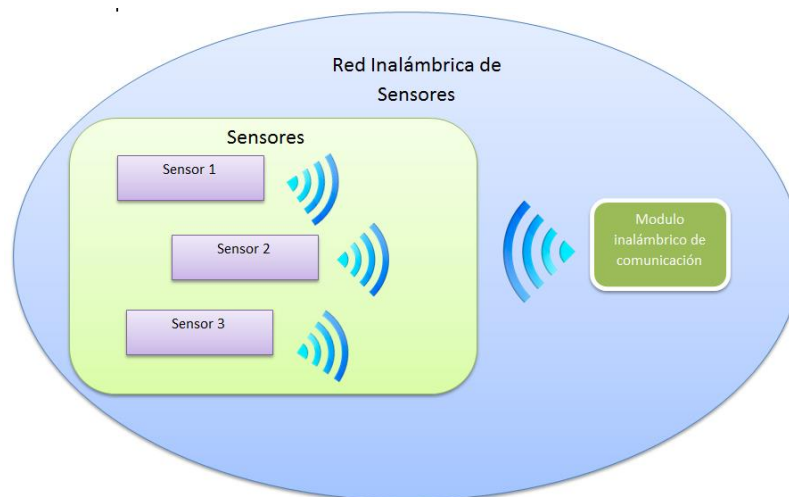 Red Inalámbrica de
Sensores
Sensores
Sensor 1
Sensor 2
Sensor 3
Modulo
inalámbrico de
comunicación